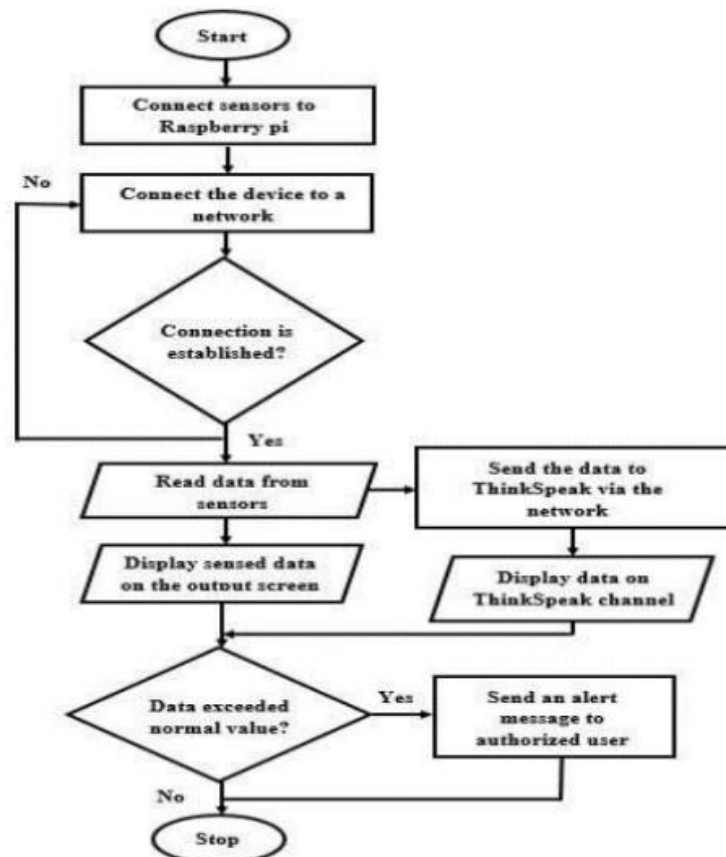 Start
Connect sensors to
Raspberry pi
No
Connect the device to a
network
Connection is
established?
Yes
Read data from
sensors
Send the data to
ThinkSpeak via the
network
Display sensed data
on the output screen
Display data on
ThinkSpeak channel
Data exceeded
normal value?
Yes
Send an alert
message to
authorized user
No
Stop